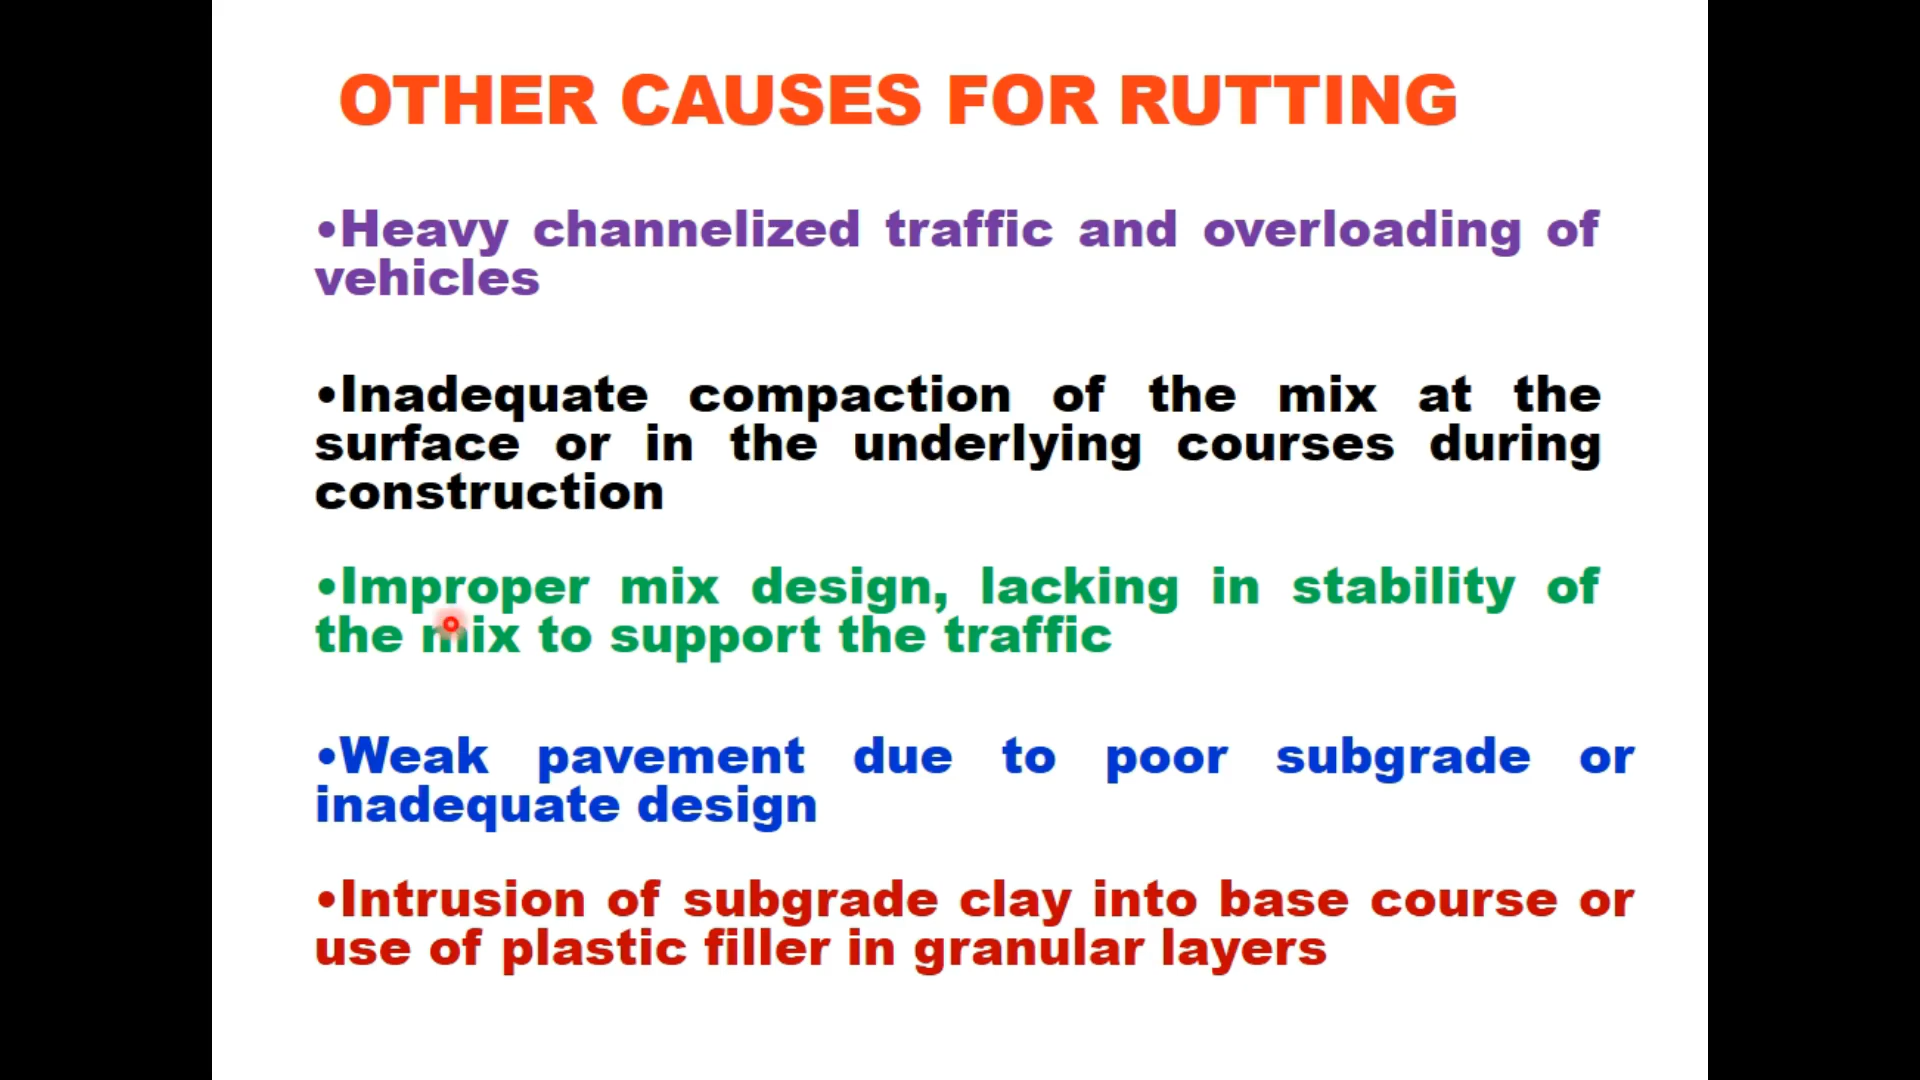 OTHER CAUSES FOR RUTTING
•Heavy channelized traffic and overloading of
vehicles
•Inadequate compaction of the mix at the
surface or in the underlying courses during
construction
•Improper mix design, lacking in stability of
the mix to support the traffic
•Weak pavement due to poor subgrade or
inadequate design
•Intrusion of subgrade clay into base course or
use of plastic filler in granular layers